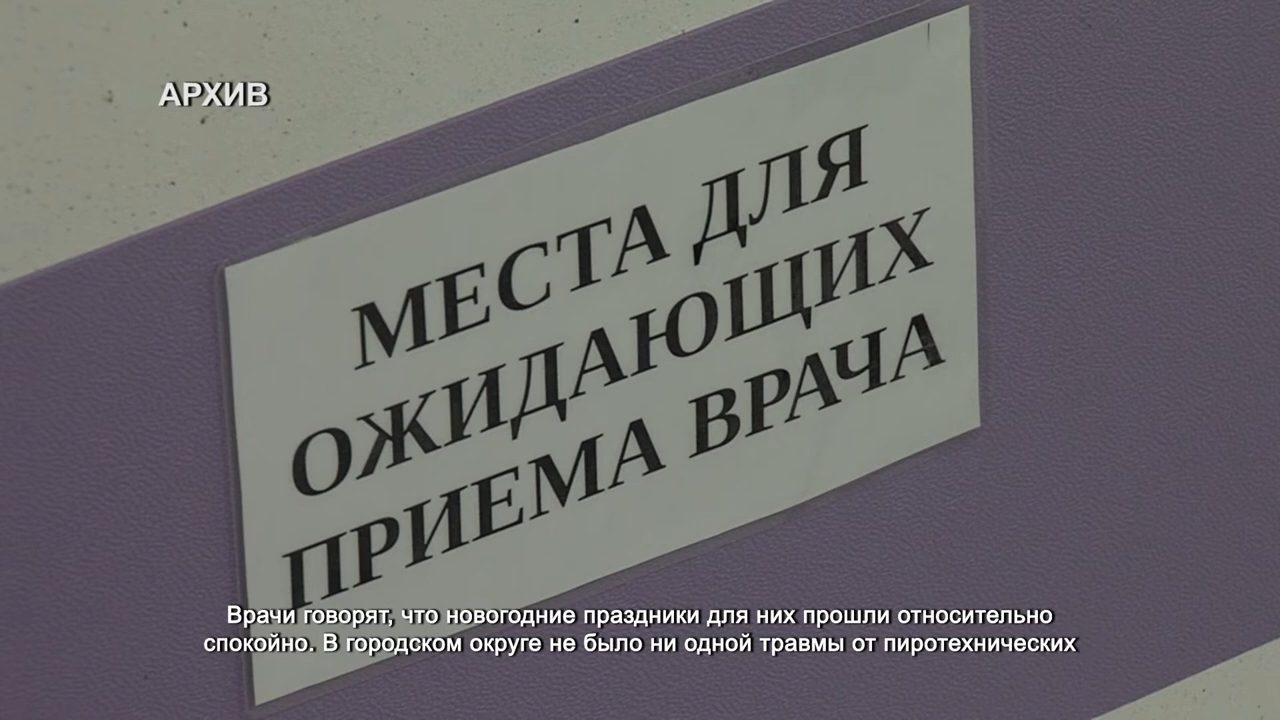 АРХИВ
МЕСТА ДЛЯ
ОЖИДАЮЩИХ
ПРИЕМА ВРАЧА
Врачи говорят, что новогодние праздники для них прошли относительно
спокойно. В городском округе не было ни одной травмы от пиротехнических